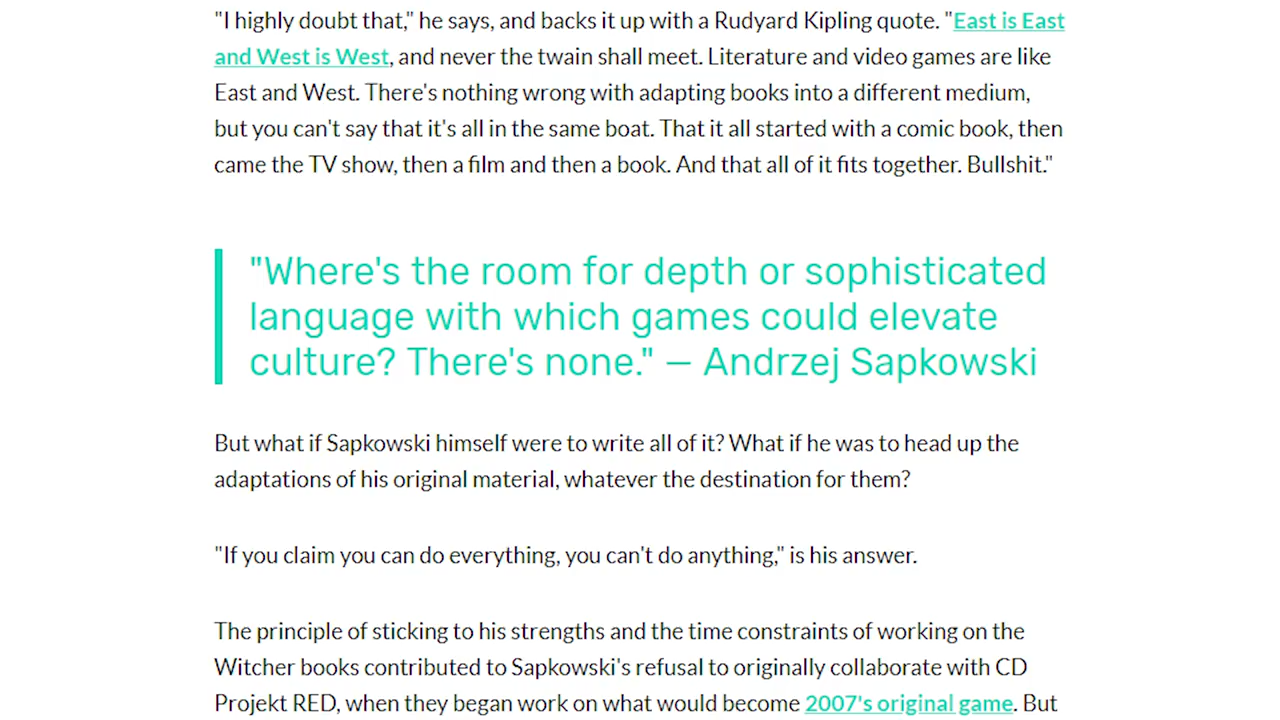 "I highly doubt that," he says, and backs it up with a Rudyard Kipling quote. "East is East
and West is West, and never the twain shall meet. Literature and video games are like
East and West. There's nothing wrong with adapting books into a different medium,
but you can't say that it's all in the same boat. That it all started with a comic book, then
came the TV show, then a film and then a book. And that all of it fits together. Bullshit."
"Where's the room for depth or sophisticated
language with which games could elevate
culture? There's none." — Andrzej Sapkowski
But what if Sapkowski himself were to write all of it? What if he was to head up the
adaptations of his original material, whatever the destination for them?
"If you claim you can do everything, you can't do anything," is his answer.
The principle of sticking to his strengths and the time constraints of working on the
Witcher books contributed to Sapkowski's refusal to originally collaborate with CD
Projekt RED, when they began work on what would become 2007's original game. But